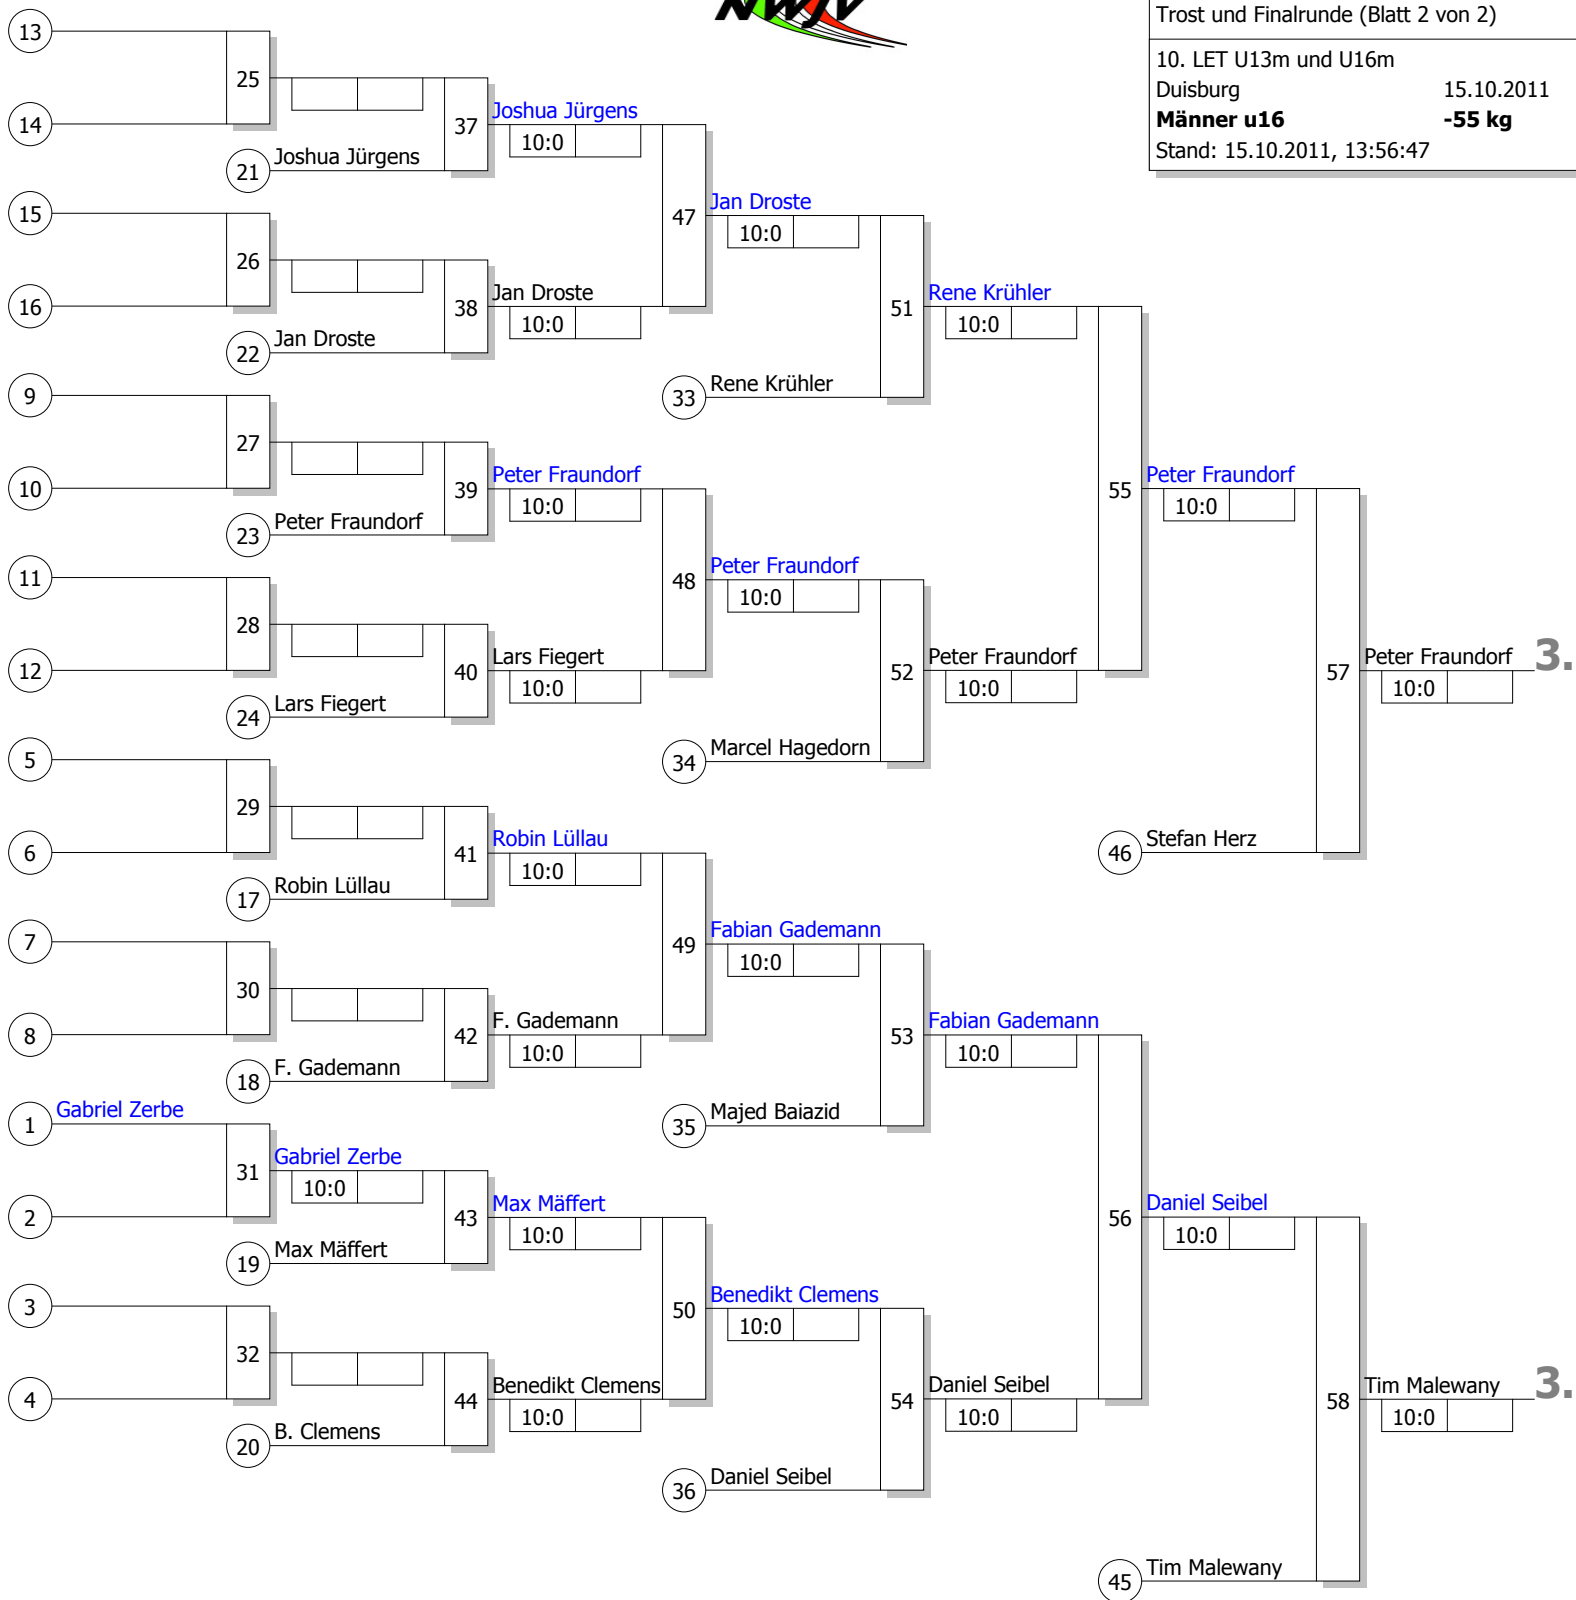 NWJV
Trost und Finalrunde (Blatt 2 von 2)
10. LET U13m und U16m
Duisburg 15.10.2011
Männer u16 -55 kg
Stand: 15.10.2011, 13:56:47
13
25
14
37
Joshua Jürgens
10:0
21 Joshua Jürgens
15
47
Jan Droste
10:0
26
16
38
Jan Droste
10:0
22 Jan Droste
51
Rene Krühler
10:0
33 Rene Krühler
9
27
10
39
Peter Fraundorf
10:0
23 Peter Fraundorf
55
Peter Fraundorf
10:0
11
48
Peter Fraundorf
10:0
28
12
40
Lars Fiegert
10:0
24 Lars Fiegert
52
Peter Fraundorf
10:0
34 Marcel Hagedorn
57
Peter Fraundorf 3.
10:0
5
29
6
41
Robin Lüllau
10:0
17 Robin Lüllau
46 Stefan Herz
7
49
Fabian Gademann
10:0
30
8
42
F. Gademann
10:0
18 F. Gademann
53
Fabian Gademann
10:0
35 Majed Baiazid
1 Gabriel Zerbe
31
Gabriel Zerbe
10:0
2
43
Max Mäffert
10:0
19 Max Mäffert
56
Daniel Seibel
10:0
3
50
Benedikt Clemens
10:0
32
4
44
Benedikt Clemens
10:0
20 B. Clemens
54
Daniel Seibel
10:0
36 Daniel Seibel
58
Tim Malewany 3.
10:0
45 Tim Malewany